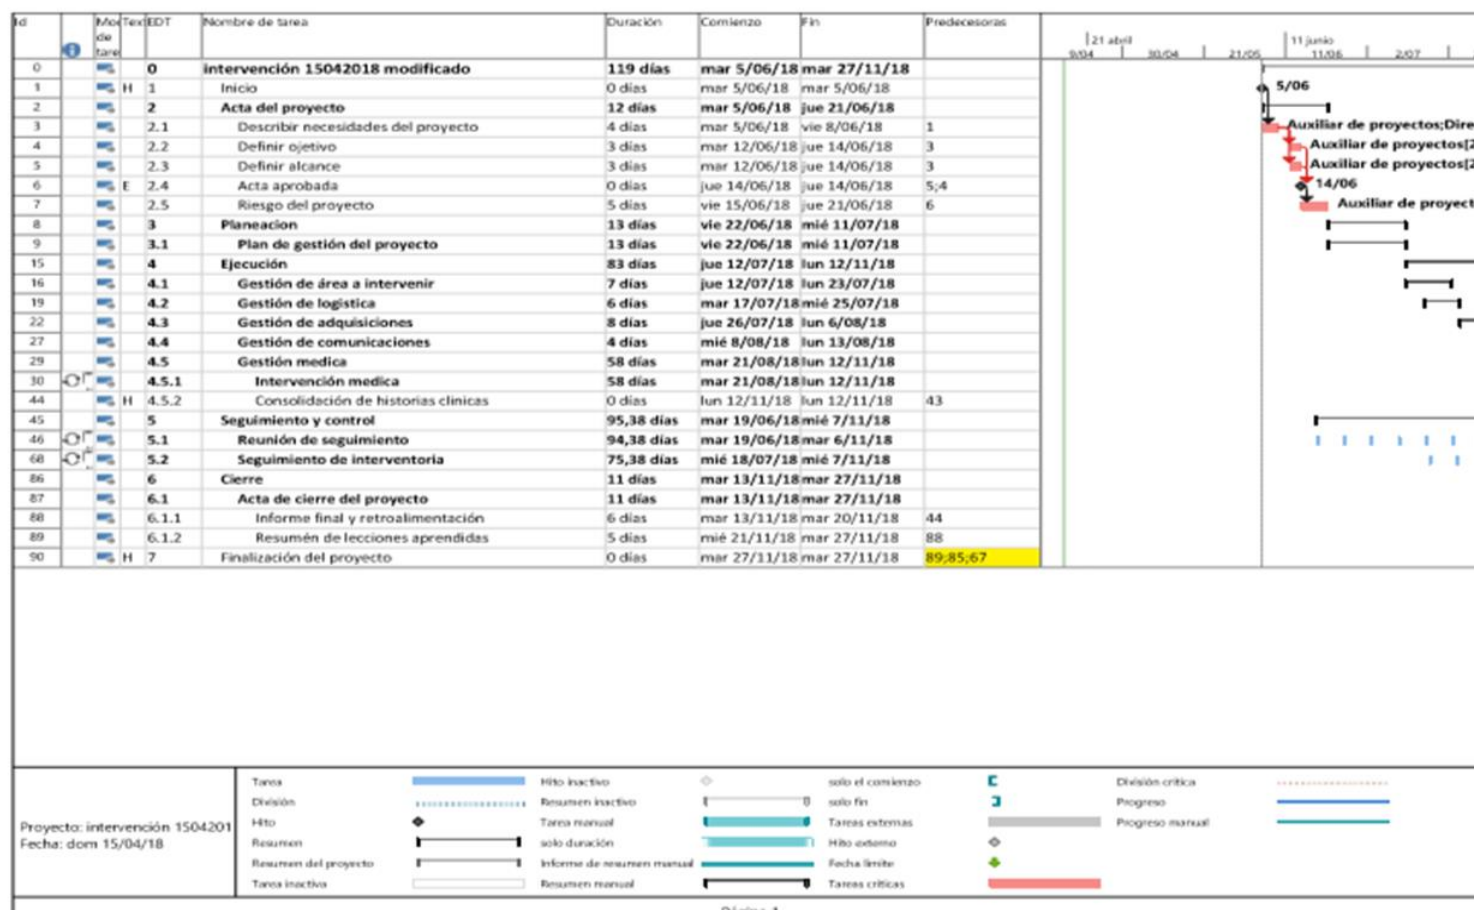 Id Mo Tex EDT Nombre de tarea Duración Comienzo Fin Predecesoras
de
tare
21 abril 11 junio
9/04 30/04 21/05 11/06 2/07
0 0 intervención 15042018 modificado 119 días mar 5/06/18 mar 27/11/18
1 H 1 Inicio 0 días mar 5/06/18 mar 5/06/18 5/06
2 2 Acta del proyecto 12 días mar 5/06/18 jue 21/06/18
3 2.1 Describir necesidades del proyecto 4 días mar 5/06/18 vie 8/06/18 1 Auxiliar de proyectos;Dire
4 2.2 Definir ojetivo 3 días mar 12/06/18 jue 14/06/18 3 Auxiliar de proyectos[2
5 2.3 Definir alcance 3 días mar 12/06/18 jue 14/06/18 3 Auxiliar de proyectos[2
6 E 2.4 Acta aprobada 0 días jue 14/06/18 jue 14/06/18 5;4 14/06
7 2.5 Riesgo del proyecto 5 días vie 15/06/18 jue 21/06/18 6 Auxiliar de proyect
8 3 Planeacion 13 días vie 22/06/18 mié 11/07/18
9 3.1 Plan de gestión del proyecto 13 días vie 22/06/18 mié 11/07/18
15 4 Ejecución 83 días jue 12/07/18 lun 12/11/18
16 4.1 Gestión de área a intervenir 7 días jue 12/07/18 lun 23/07/18
19 4.2 Gestión de logistica 6 días mar 17/07/18 mié 25/07/18
22 4.3 Gestión de adquisiciones 8 días jue 26/07/18 lun 6/08/18
27 4.4 Gestión de comunicaciones 4 días mié 8/08/18 lun 13/08/18
29 4.5 Gestión medica 58 días mar 21/08/18 lun 12/11/18
30 4.5.1 Intervención medica 58 días mar 21/08/18 lun 12/11/18
44 H 4.5.2 Consolidación de historias clinicas 0 días lun 12/11/18 lun 12/11/18 43
45 5 Seguimiento y control 95,38 días mar 19/06/18 mié 7/11/18
46 5.1 Reunión de seguimiento 94,38 días mar 19/06/18 mar 6/11/18
68 5.2 Seguimiento de interventoria 75,38 días mié 18/07/18 mié 7/11/18
86 6 Cierre 11 días mar 13/11/18 mar 27/11/18
87 6.1 Acta de cierre del proyecto 11 días mar 13/11/18 mar 27/11/18
88 6.1.1 Informe final y retroalimentación 6 días mar 13/11/18 mar 20/11/18 44
89 6.1.2 Resumén de lecciones aprendidas 5 días mié 21/11/18 mar 27/11/18 88
90 H 7 Finalización del proyecto 0 días mar 27/11/18 mar 27/11/18 89;85;67
Proyecto: intervención 1504201
Fecha: dom 15/04/18
Tarea Hito inactivo solo el comienzo División crítica
División Resumen inactivo solo fin Progreso
Hito Tarea manual Tareas externas Progreso manual
Resumen solo duración Hito externo
Resumen del proyecto Informe de resumen manual Fecha límite
Tarea inactiva Resumen manual Tareas críticas